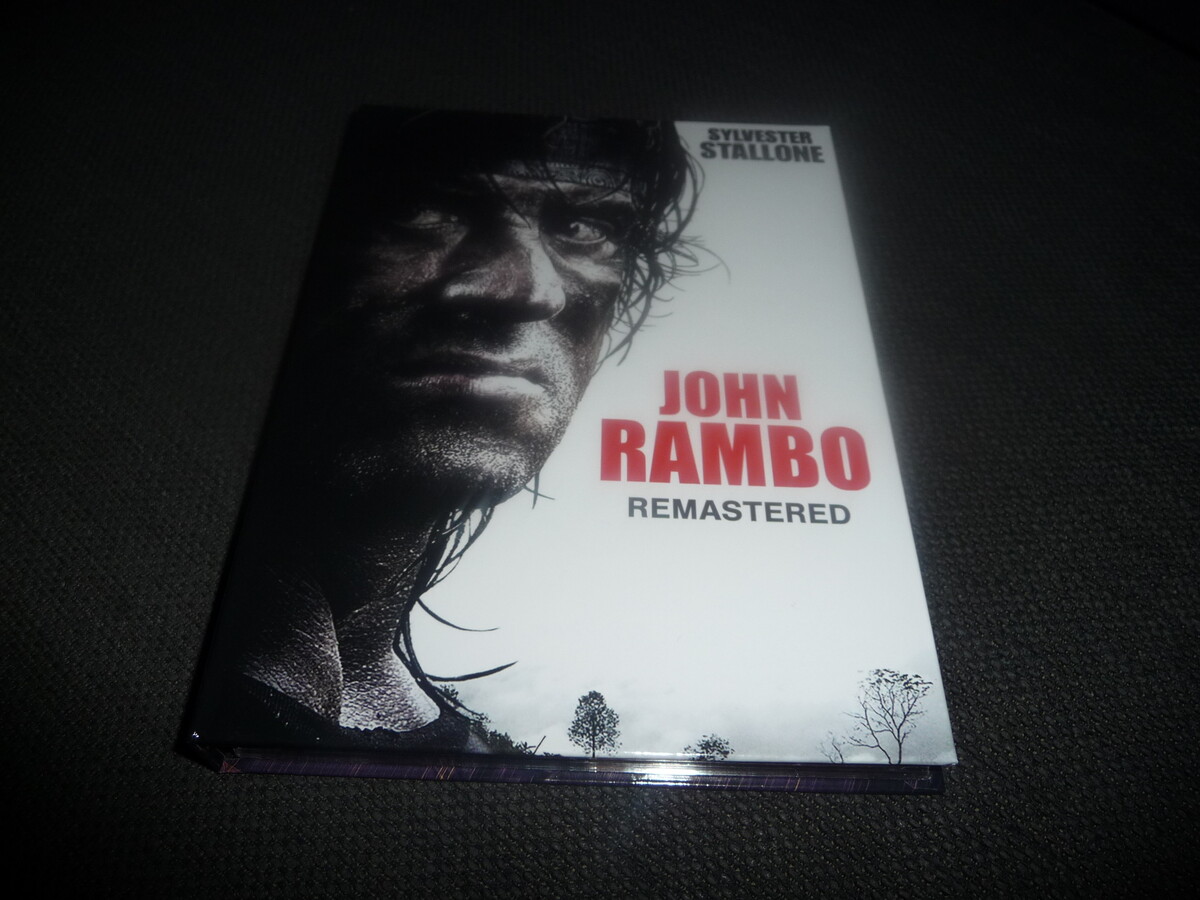 SYLVESTER
STALLONE
JOHN
RAMBO
REMASTERED